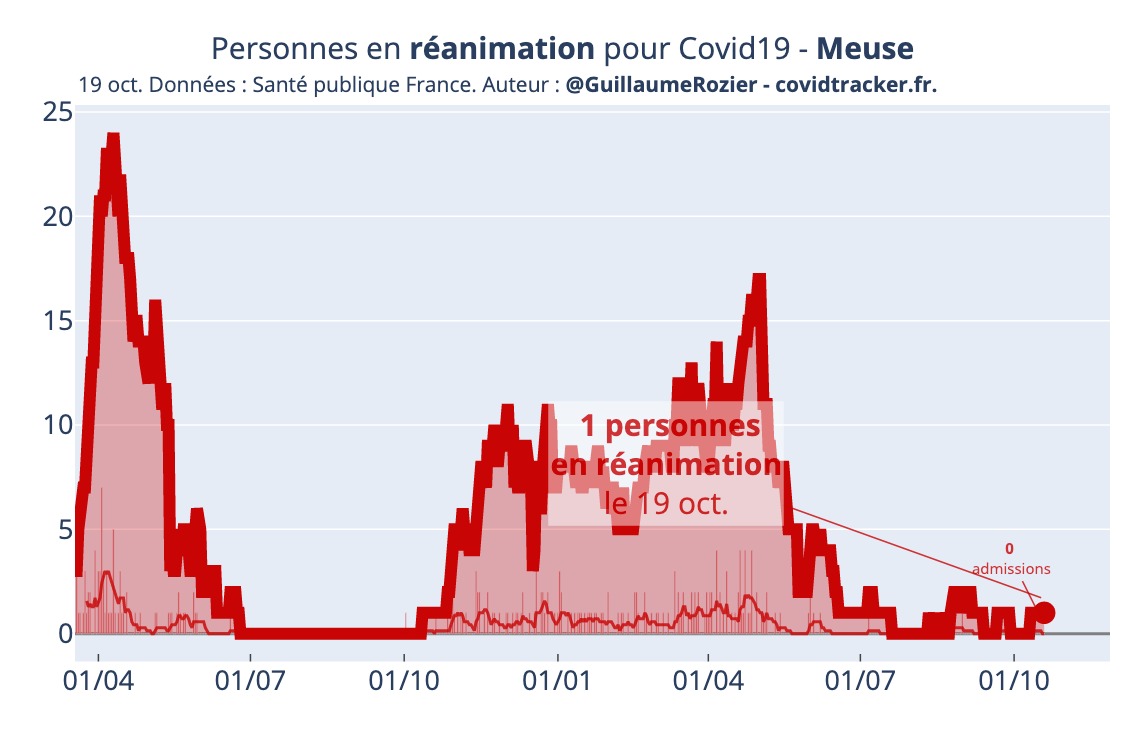 Personnes en réanimation pour Covid19 - Meuse
19 oct. Données : Santé publique France. Auteur : @GuillaumeRozier - covidtracker.fr.
25
20
15
10
5
0
1 personnes
en réanimation
le 19 oct.
0
admissions
01/04
01/07
01/10
01/01
01/04
01/07
01/10